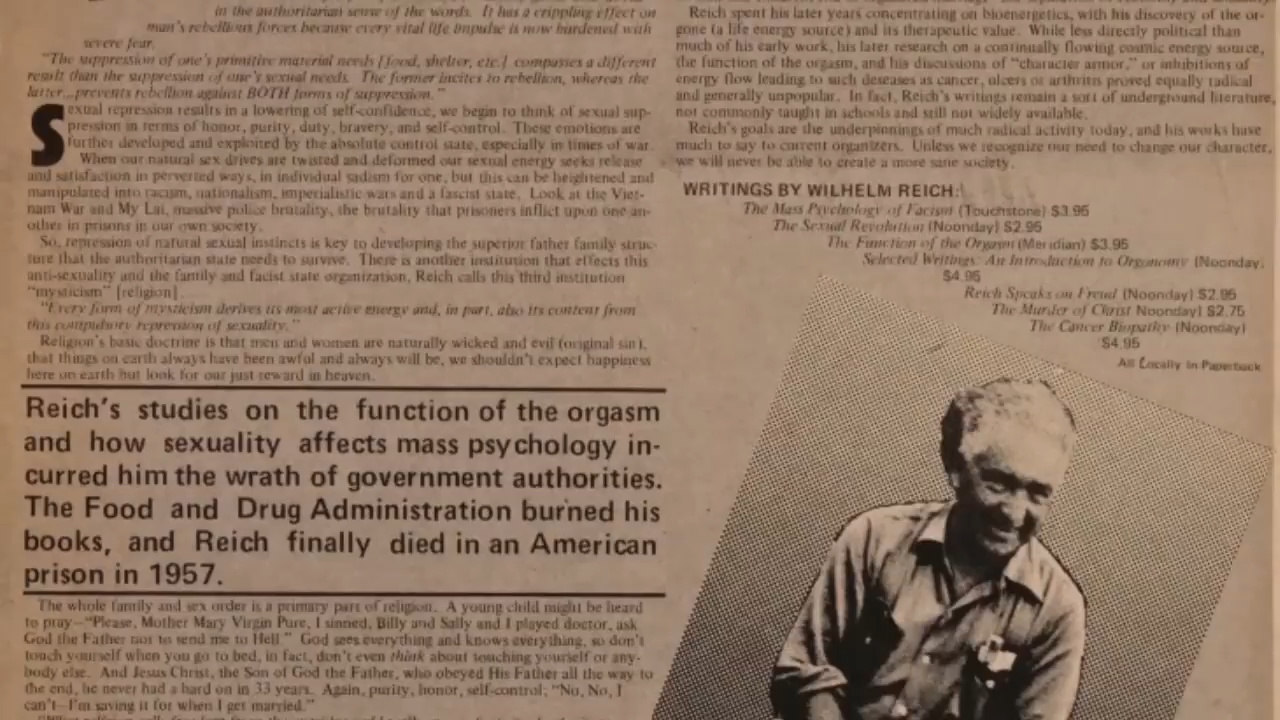 in the authoritarian sense of the words. It has a crippling effect on
man's rebellious forces because every vital life impulse is now burdened with
severe fear.
"The suppression of one's primitive material needs [food, shelter, etc.] compasses a different
result than the suppression of one's sexual needs. The former incites to rebellion, whereas the
latter...prevents rebellion against BOTH forms of suppression."
Sexual repression results in a lowering of self-confidence, we begin to think of sexual sup-
pression in terms of honor, purity, duty, bravery, and self-control. These emotions are
further developed and exploited by the absolute control state, especially in times of war.
When our natural sex drives are twisted and deformed our sexual energy seeks release
and satisfaction in perverted ways, in individual sadism for one, but this can be heightened and
manipulated into racism, nationalism, imperialistic wars and a fascist state. Look at the Viet-
nam War and My Lai, massive police brutality, the brutality that prisoners inflict upon one an-
other in prisons in our own society.
So, repression of natural sexual instincts is key to developing the superior father family struc-
ture that the authoritarian state needs to survive. There is another institution that effects this
anti-sexuality and the family and facist state organization, Reich calls this third institution
"mysticism" [religion].
"Every form of mysticism derives its most active energy and, in part, also its content from
this compulsory repression of sexuality."
Religion's basic doctrine is that men and women are naturally wicked and evil (original sin),
that things on earth always have been awful and always will be, we shouldn't expect happiness
here on earth but look for our just reward in heaven.
Reich's studies on the function of the orgasm
and how sexuality affects mass psychology in-
curred him the wrath of government authorities.
The Food and Drug Administration burned his
books, and Reich finally died in an American
prison in 1957.
The whole family and sex order is a primary part of religion. A young child might be heard
to pray—"Please, Mother Mary Virgin Pure, I sinned, Billy and Sally and I played doctor, ask
God the Father not to send me to Hell." God sees everything and knows everything, so don't
touch yourself when you go to bed, in fact, don't even think about touching yourself or any-
body else. And Jesus Christ, the Son of God the Father, who obeyed His Father all the way to
the end, he never had a hard on in 33 years. Again, purity, honor, self-control; "No, No, I
can't—I'm saving it for when I get married."
Reich spent his later years concentrating on bioenergetics, with his discovery of the or-
gone (a life energy source) and its therapeutic value. While less directly political than
much of his early work, his later research on a continually flowing cosmic energy source,
the function of the orgasm, and his discussions of "character armor," or inhibitions of
energy flow leading to such deseases as cancer, ulcers or arthritis proved equally radical
and generally unpopular. In fact, Reich's writings remain a sort of underground literature,
not commonly taught in schools and still not widely available.
Reich's goals are the underpinnings of much radical activity today, and his works have
much to say to current organizers. Unless we recognize our need to change our character,
we will never be able to create a more sane society.
WRITINGS BY WILHELM REICH:
The Mass Psychology of Facism (Touchstone) $3.95
The Sexual Revolution (Noonday) $2.95
The Function of the Orgasm (Meridian) $3.95
Selected Writings: An Introduction to Orgonomy (Noonday)
$4.95
Reich Speaks on Freud (Noonday) $2.95
The Murder of Christ Noonday) $2.75
The Cancer Biopathy (Noonday)
$4.95
All Locally in Paperback